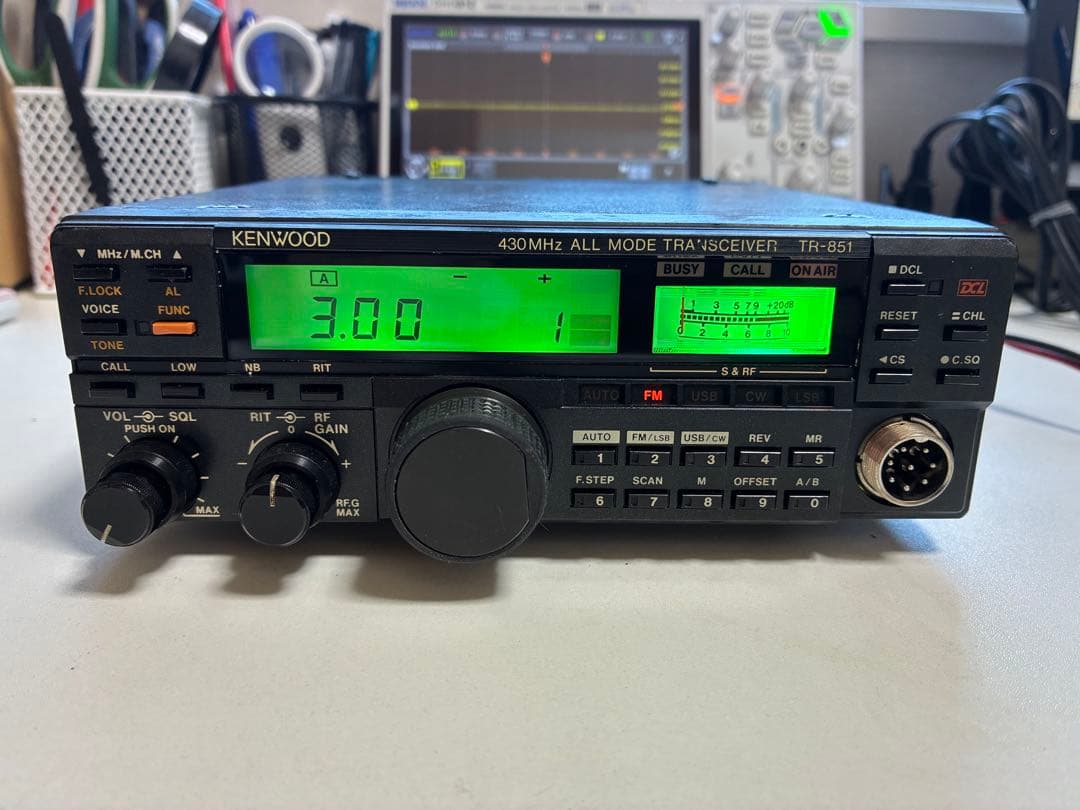 KENWOOD
430MHz ALL MODE TRANSCEIVER TR-851
▼ MHz/M.CH ▲
F.LOCK AL
VOICE FUNC
TONE
A − +
3.00 1
BUSY CALL ON AIR
1 3 5 7 9 +20dB
0 2 4 6 8 10
S & RF
■ DCL DCL
RESET = CHL
◀ CS ● C.SQ
CALL LOW NB RIT
AUTO FM USB CW LSB
VOL SQL
PUSH ON
MAX
RIT RF
0 GAIN
− +
RF.G
MAX
AUTO FM/LSB USB/CW REV MR
1 2 3 4 5
F.STEP SCAN M OFFSET A/B
6 7 8 9 0